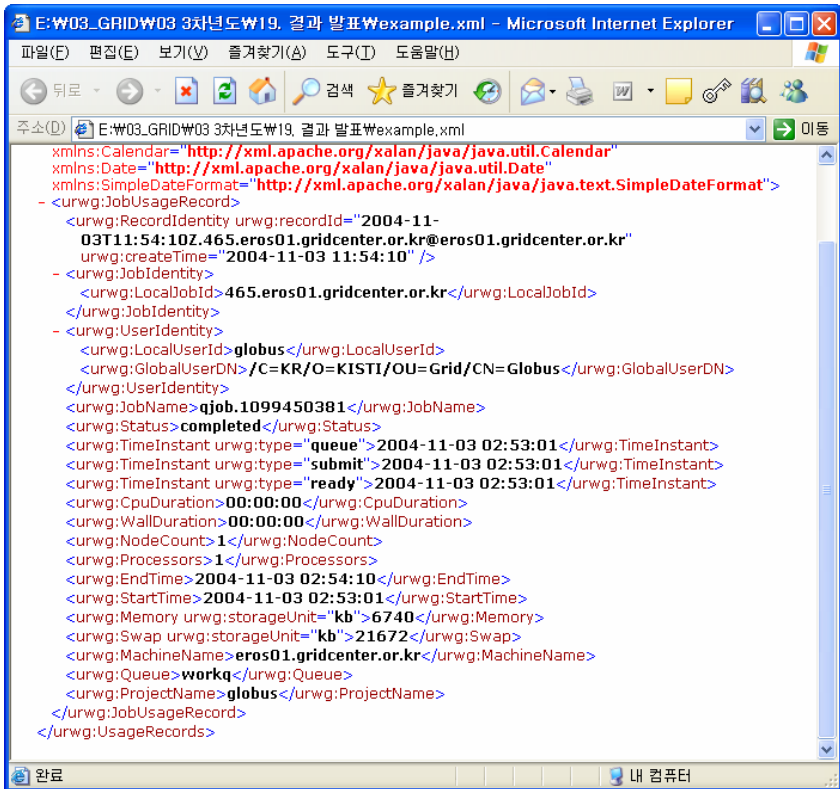 E:₩03_GRID₩03 3차년도₩19. 결과 발표₩example.xml - Microsoft Internet Explorer
파일(F) 편집(E) 보기(V) 즐겨찾기(A) 도구(T) 도움말(H)
뒤로 검색 즐겨찾기
주소(D) E:₩03_GRID₩03 3차년도₩19. 결과 발표₩example.xml 이동
xmlns:Calendar="http://xml.apache.org/xalan/java/java.util.Calendar"
xmlns:Date="http://xml.apache.org/xalan/java/java.util.Date"
xmlns:SimpleDateFormat="http://xml.apache.org/xalan/java/java.text.SimpleDateFormat">
- <urwg:JobUsageRecord>
<urwg:RecordIdentity urwg:recordId="2004-11-
03T11:54:10Z.465.eros01.gridcenter.or.kr@eros01.gridcenter.or.kr"
urwg:createTime="2004-11-03 11:54:10" />
- <urwg:JobIdentity>
<urwg:LocalJobId>465.eros01.gridcenter.or.kr</urwg:LocalJobId>
</urwg:JobIdentity>
- <urwg:UserIdentity>
<urwg:LocalUserId>globus</urwg:LocalUserId>
<urwg:GlobalUserDN>/C=KR/O=KISTI/OU=Grid/CN=Globus</urwg:GlobalUserDN>
</urwg:UserIdentity>
<urwg:JobName>qjob.1099450381</urwg:JobName>
<urwg:Status>completed</urwg:Status>
<urwg:TimeInstant urwg:type="queue">2004-11-03 02:53:01</urwg:TimeInstant>
<urwg:TimeInstant urwg:type="submit">2004-11-03 02:53:01</urwg:TimeInstant>
<urwg:TimeInstant urwg:type="ready">2004-11-03 02:53:01</urwg:TimeInstant>
<urwg:CpuDuration>00:00:00</urwg:CpuDuration>
<urwg:WallDuration>00:00:00</urwg:WallDuration>
<urwg:NodeCount>1</urwg:NodeCount>
<urwg:Processors>1</urwg:Processors>
<urwg:EndTime>2004-11-03 02:54:10</urwg:EndTime>
<urwg:StartTime>2004-11-03 02:53:01</urwg:StartTime>
<urwg:Memory urwg:storageUnit="kb">6740</urwg:Memory>
<urwg:Swap urwg:storageUnit="kb">21672</urwg:Swap>
<urwg:MachineName>eros01.gridcenter.or.kr</urwg:MachineName>
<urwg:Queue>workq</urwg:Queue>
<urwg:ProjectName>globus</urwg:ProjectName>
</urwg:JobUsageRecord>
</urwg:UsageRecords>
완료 내 컴퓨터